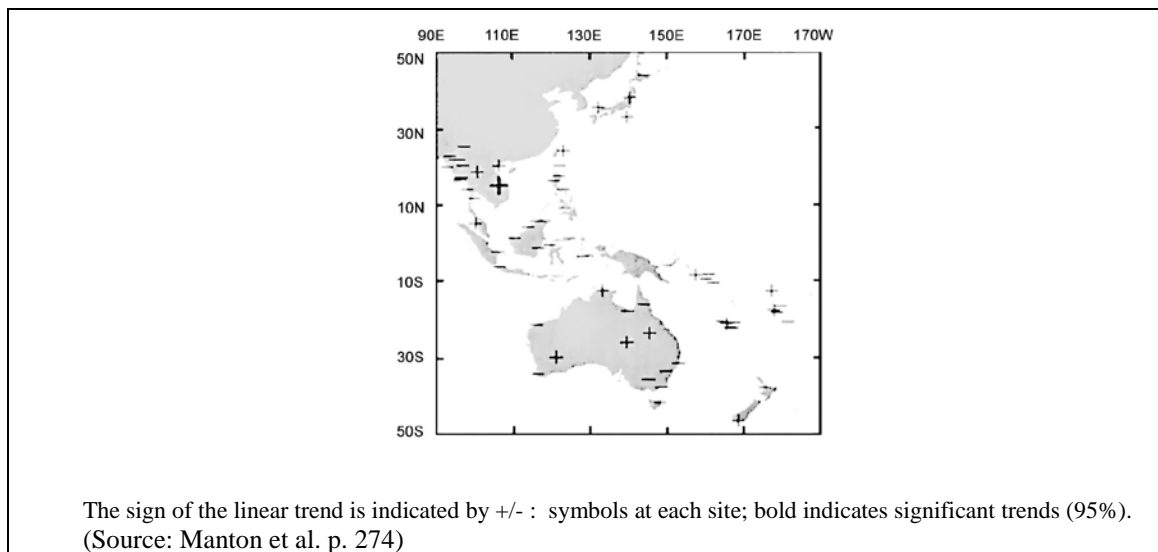 90E 110E 130E 150E 170E 170W
50N
30N
10N
10S
30S
50S
The sign of the linear trend is indicated by +/- : symbols at each site; bold indicates significant trends (95%).
(Source: Manton et al. p. 274)